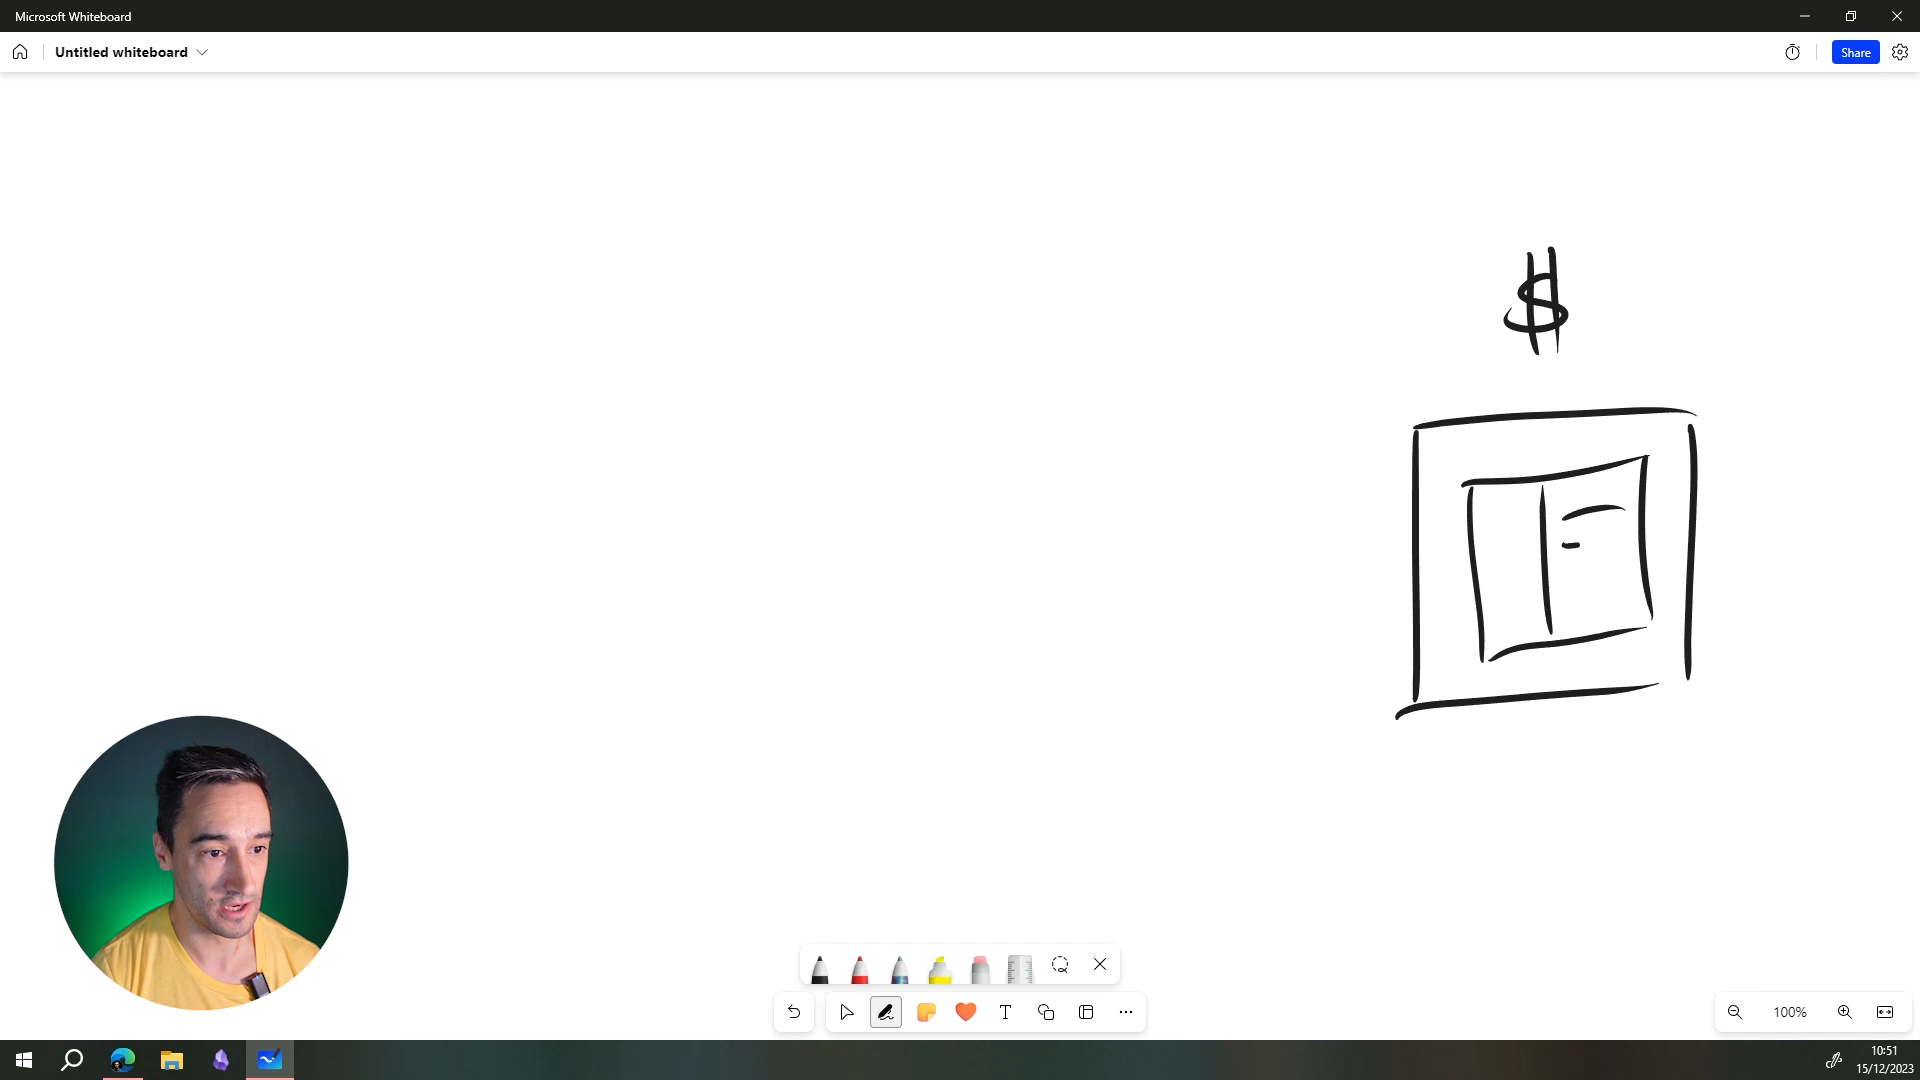 Microsoft Whiteboard
Untitled whiteboard
Share
$
100%
10:51
15/12/2023